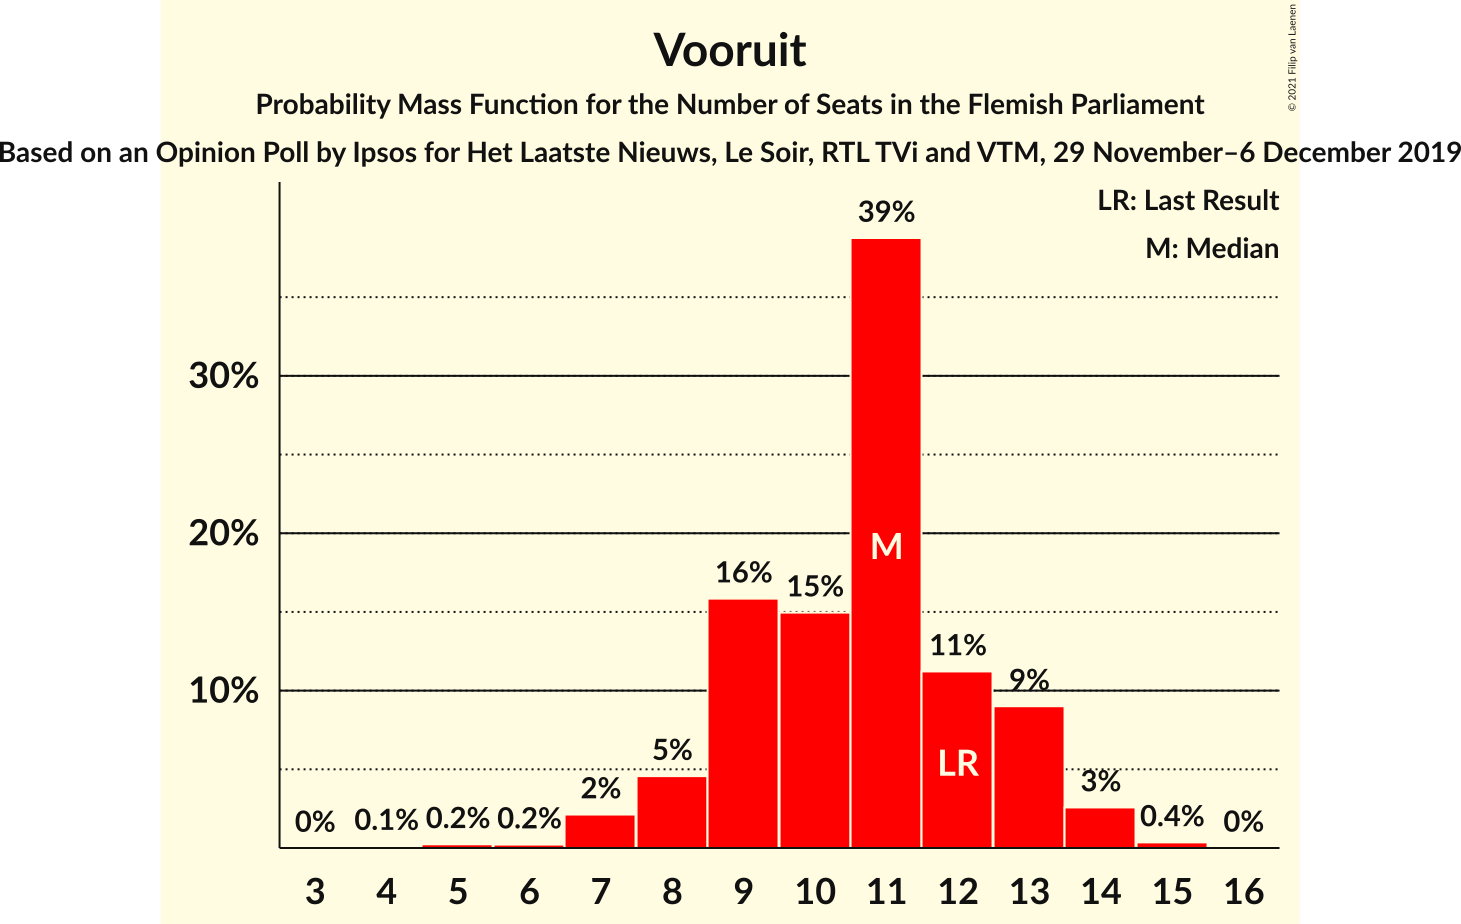 Vooruit
Probability Mass Function for the Number of Seats in the Flemish Parliament
Based on an Opinion Poll by Ipsos for Het Laatste Nieuws, Le Soir, RTL TVi and VTM, 29 November–6 December 2019
© 2021 Filip van Laenen
LR: Last Result
M: Median
39%
30%
20%
10%
M
16%
15%
11%
9%
LR
5%
2%
3%
0%
0.1%
0.2%
0.2%
0.4%
0%
3 4 5 6 7 8 9 10 11 12 13 14 15 16